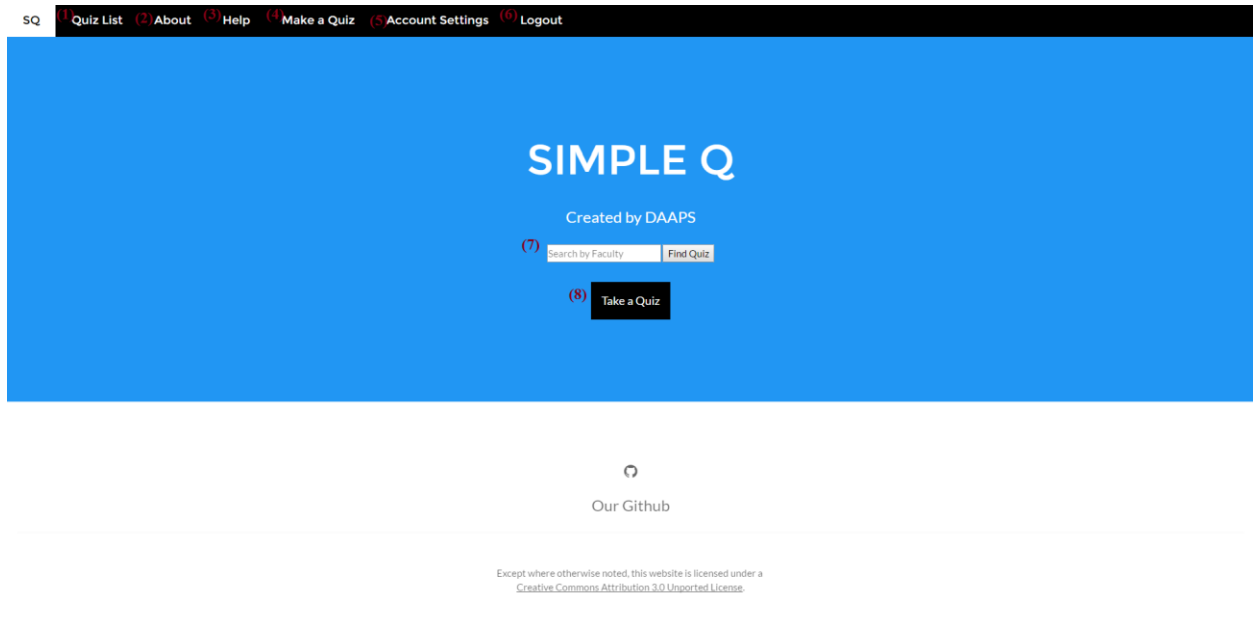 SQ (1) Quiz List (2) About (3) Help (4) Make a Quiz (5) Account Settings (6) Logout
SIMPLE Q
Created by DAAPS
(7) Search by Faculty Find Quiz
(8) Take a Quiz
Our Github
Except where otherwise noted, this website is licensed under a
Creative Commons Attribution 3.0 Unported License.